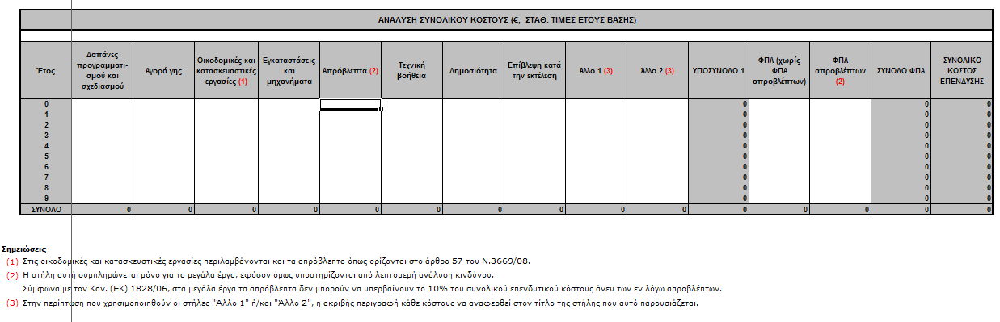 ΑΝΑΛΥΣΗ ΣΥΝΟΛΙΚΟΥ ΚΟΣΤΟΥΣ (€, ΣΤΑΘ. ΤΙΜΕΣ ΕΤΟΥΣ ΒΑΣΗΣ)
Έτος Δαπάνες προγραμματι-σμού και σχεδιασμού Αγορά γης Οικοδομικές και κατασκευαστικές εργασίες (1) Εγκαταστάσεις και μηχανήματα Απρόβλεπτα (2) Τεχνική βοήθεια Δημοσιότητα Επίβλεψη κατά την εκτέλεση Άλλο 1 (3) Άλλο 2 (3) ΥΠΟΣΥΝΟΛΟ 1 ΦΠΑ (χωρίς ΦΠΑ απροβλέπτων) ΦΠΑ απροβλέπτων (2) ΣΥΝΟΛΟ ΦΠΑ ΣΥΝΟΛΙΚΟ ΚΟΣΤΟΣ ΕΠΕΝΔΥΣΗΣ
0 0 0 0
1 0 0 0
2 0 0 0
3 0 0 0
4 0 0 0
5 0 0 0
6 0 0 0
7 0 0 0
8 0 0 0
9 0 0 0
ΣΥΝΟΛΟ 0 0 0 0 0 0 0 0 0 0 0 0 0 0 0
Σημειώσεις
(1) Στις οικοδομικές και κατασκευστικές εργασίες περιλαμβάνονται και τα απρόβλεπτα όπως ορίζονται στο άρθρο 57 του Ν.3669/08.
(2) Η στήλη αυτή συμπληρώνεται μόνο για τα μεγάλα έργα, εφόσον όμως υποστηρίζονται από λεπτομερή ανάλυση κινδύνου.
Σύμφωνα με τον Καν. (ΕΚ) 1828/06, στα μεγάλα έργα τα απρόβλεπτα δεν μπορούν να υπερβαίνουν το 10% του συνολικού επενδυτικού κόστους άνευ των εν λόγω απροβλέπτων.
(3) Στην περίπτωση που χρησιμοποιηθούν οι στήλες "Άλλο 1" ή/και "Άλλο 2", η ακριβής περιγραφή κάθε κόστους να αναφερθεί στον τίτλο της στήλης που αυτό παρουσιάζεται.